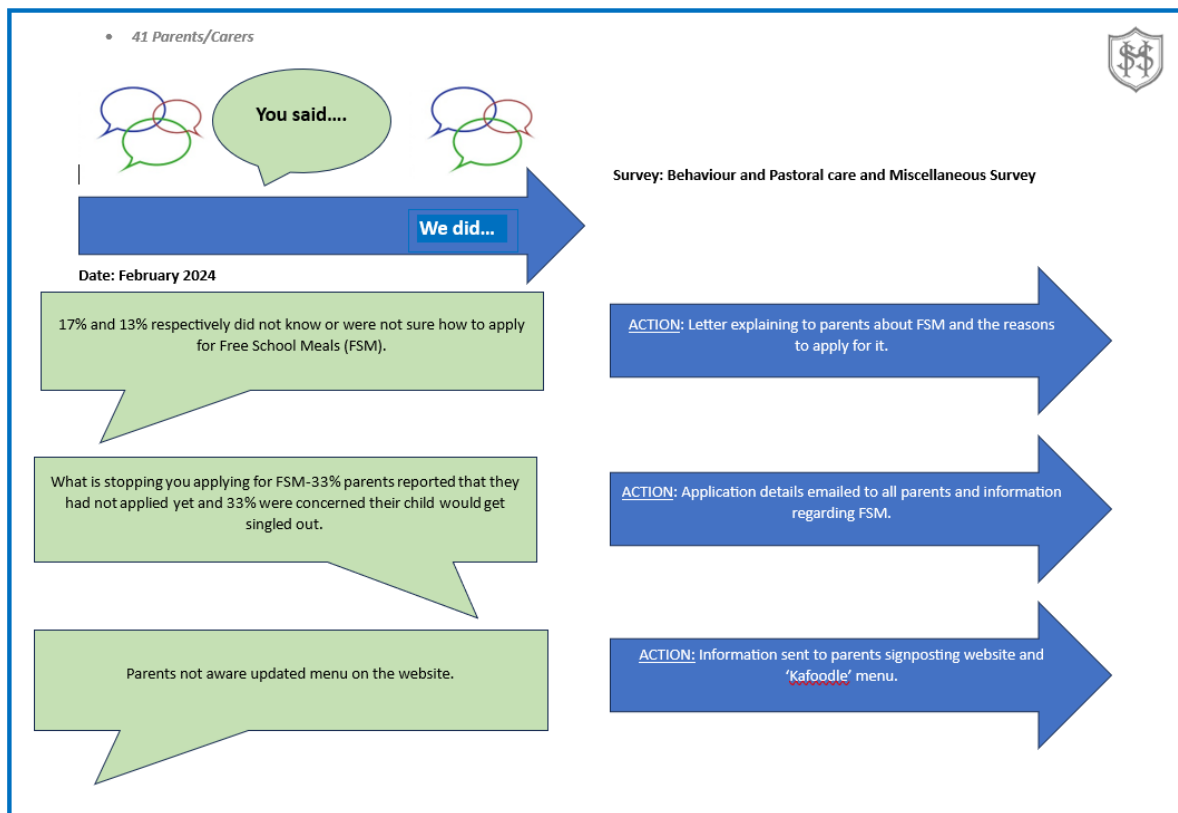 41 Parents/Carers
You said....
Survey: Behaviour and Pastoral care and Miscellaneous Survey
We did...
Date: February 2024
17% and 13% respectively did not know or were not sure how to apply
for Free School Meals (FSM).
ACTION: Letter explaining to parents about FSM and the reasons
to apply for it.
What is stopping you applying for FSM-33% parents reported that they
had not applied yet and 33% were concerned their child would get
singled out.
ACTION: Application details emailed to all parents and information
regarding FSM.
Parents not aware updated menu on the website.
ACTION: Information sent to parents signposting website and
‘Kafoodle’ menu.